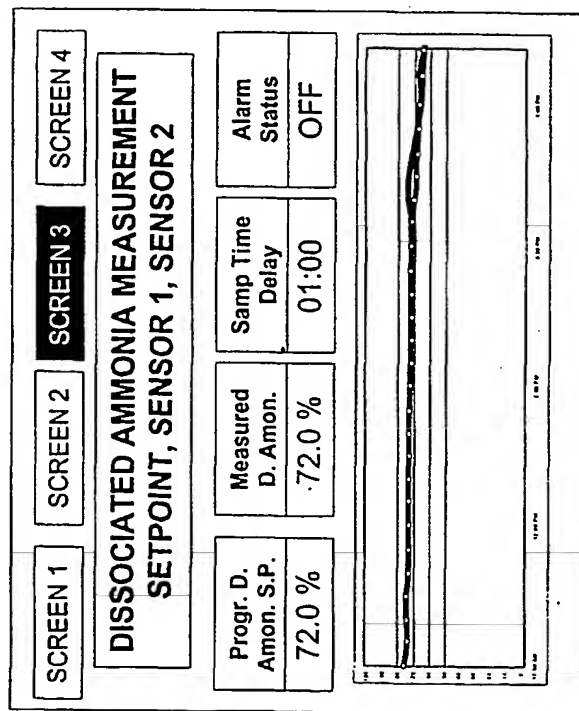 SCREEN 1
SCREEN 2
SCREEN 3
SCREEN 4
DISSOCIATED AMMONIA MEASUREMENT
SETPOINT, SENSOR 1, SENSOR 2
Progr. D.
Amon. S.P.
72.0 %
Measured
D. Amon.
72.0 %
Samp Time
Delay
01:00
Alarm
Status
OFF